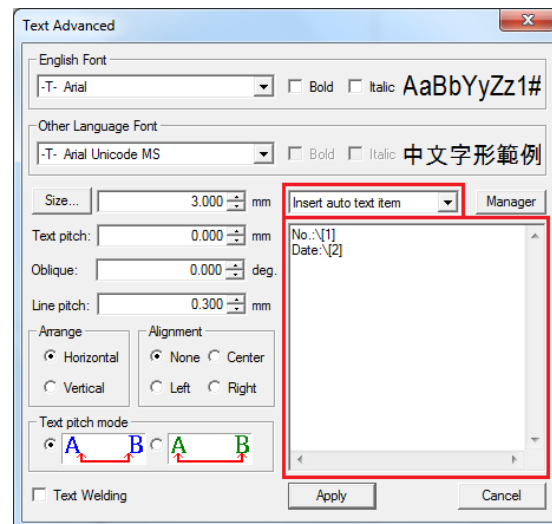 Text Advanced
English Font
-T- Arial
Bold
Italic
AaBbYyZz1#
Other Language Font
-T- Arial Unicode MS
Bold
Italic
中文字形範例
Size...
3.000
mm
Insert auto text item
Manager
Text pitch:
0.000
mm
Oblique:
0.000
deg.
Line pitch:
0.300
mm
No.:\[1]
Date:\[2]
Arrange
Horizontal
Vertical
Alignment
None
Center
Left
Right
Text pitch mode
A B
A B
Text Welding
Apply
Cancel